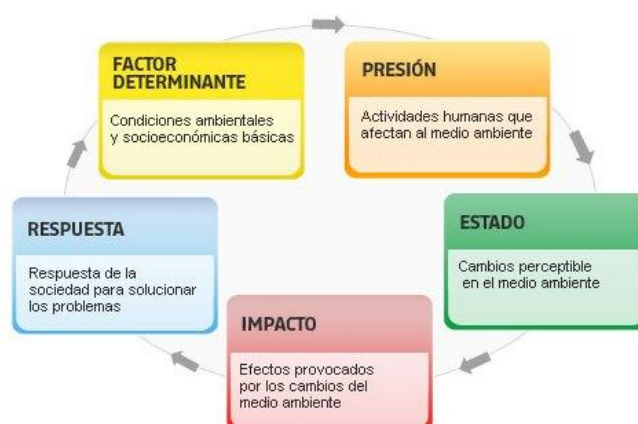 FACTOR
DETERMINANTE
Condiciones ambientales
y socioeconómicas básicas
PRESIÓN
Actividades humanas que
afectan al medio ambiente
ESTADO
Cambios perceptible
en el medio ambiente
IMPACTO
Efectos provocados
por los cambios del
medio ambiente
RESPUESTA
Respuesta de la
sociedad para solucionar
los problemas